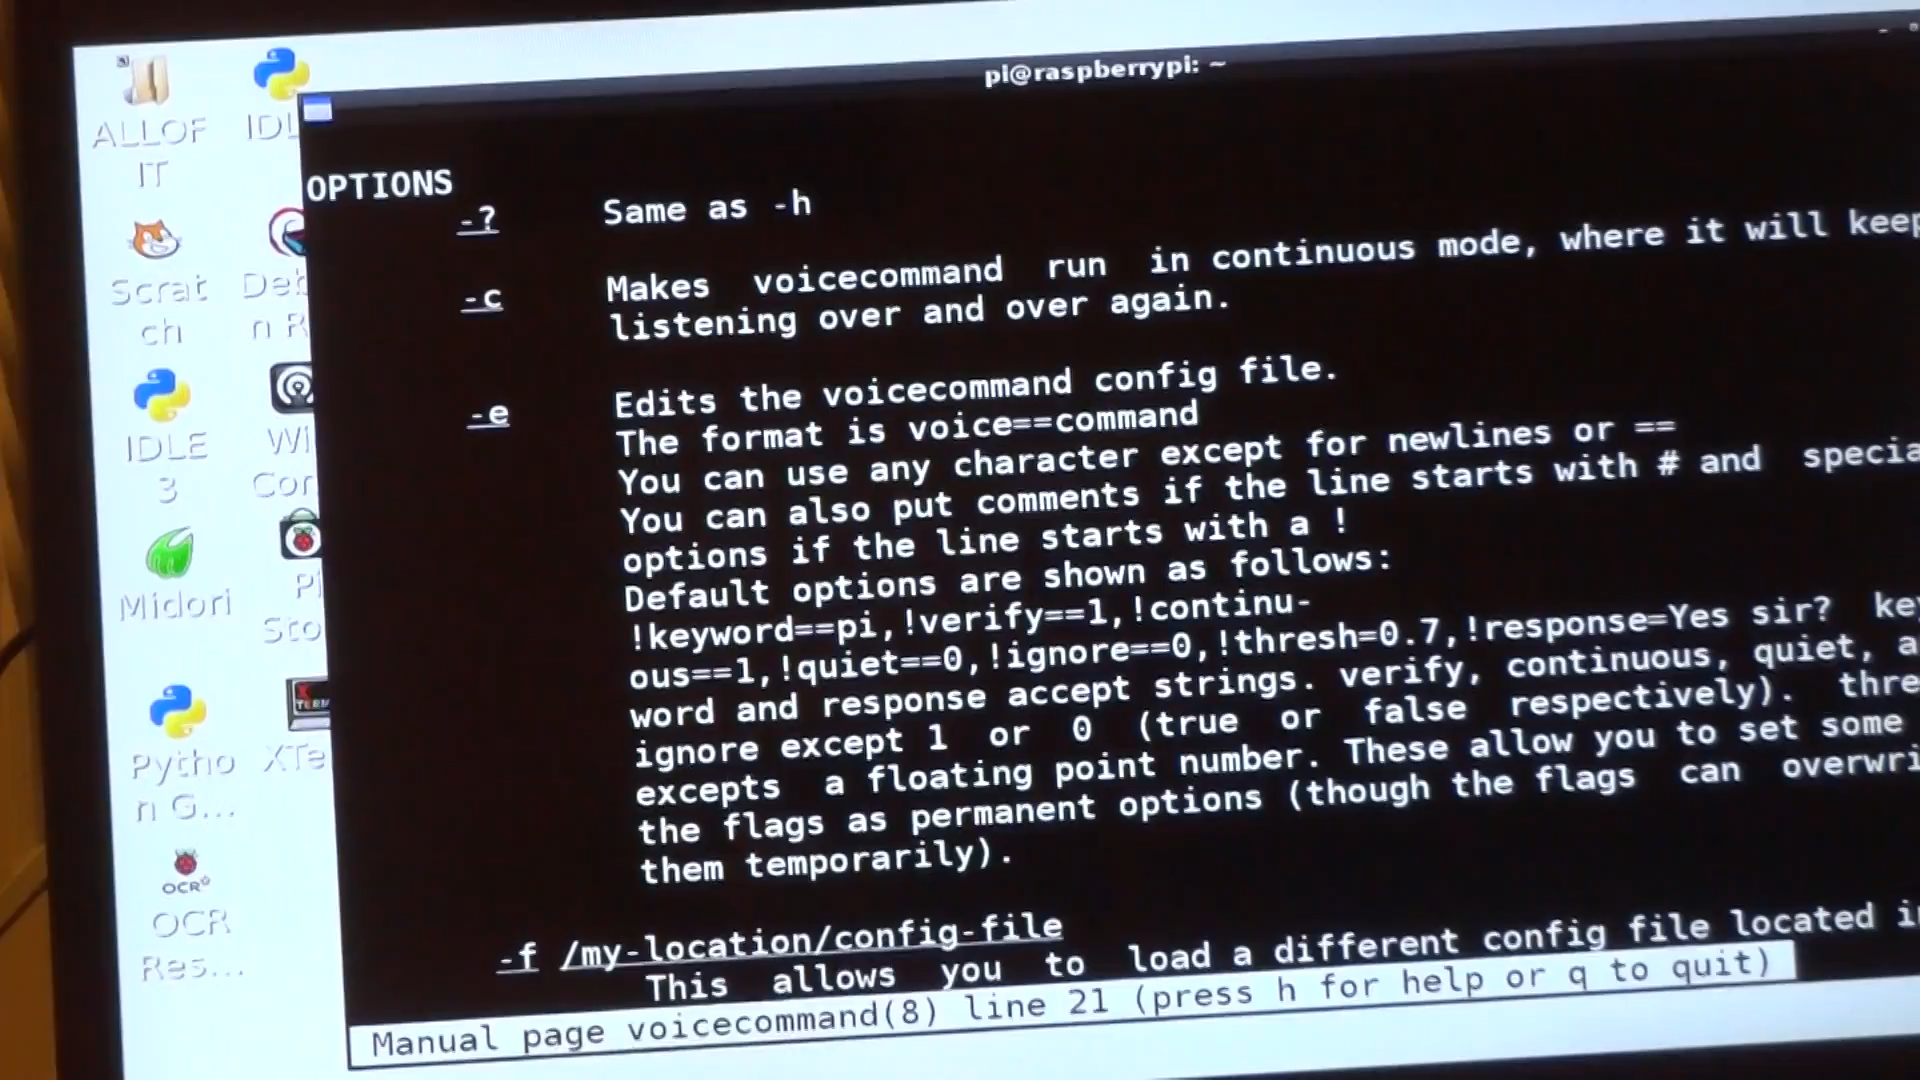 pi@raspberrypi: ~
ALLOF
IT
Scrat
ch
IDLE
3
Midori
Pytho
n G...
OCR
OCR
Res...
n R
Pi
Sto
XTe
OPTIONS
-? Same as -h
-c Makes voicecommand run in continuous mode, where it will keep
listening over and over again.
-e Edits the voicecommand config file.
The format is voice==command
You can use any character except for newlines or ==
You can also put comments if the line starts with # and specia
options if the line starts with a !
Default options are shown as follows:
!keyword==pi,!verify==1,!continu-
ous==1,!quiet==0,!ignore==0,!thresh=0.7,!response=Yes sir? key
word and response accept strings. verify, continuous, quiet, a
ignore except 1 or 0 (true or false respectively). thre
excepts a floating point number. These allow you to set some
the flags as permanent options (though the flags can overwri
them temporarily).
-f /my-location/config-file
This allows you to load a different config file located i
Manual page voicecommand(8) line 21 (press h for help or q to quit)